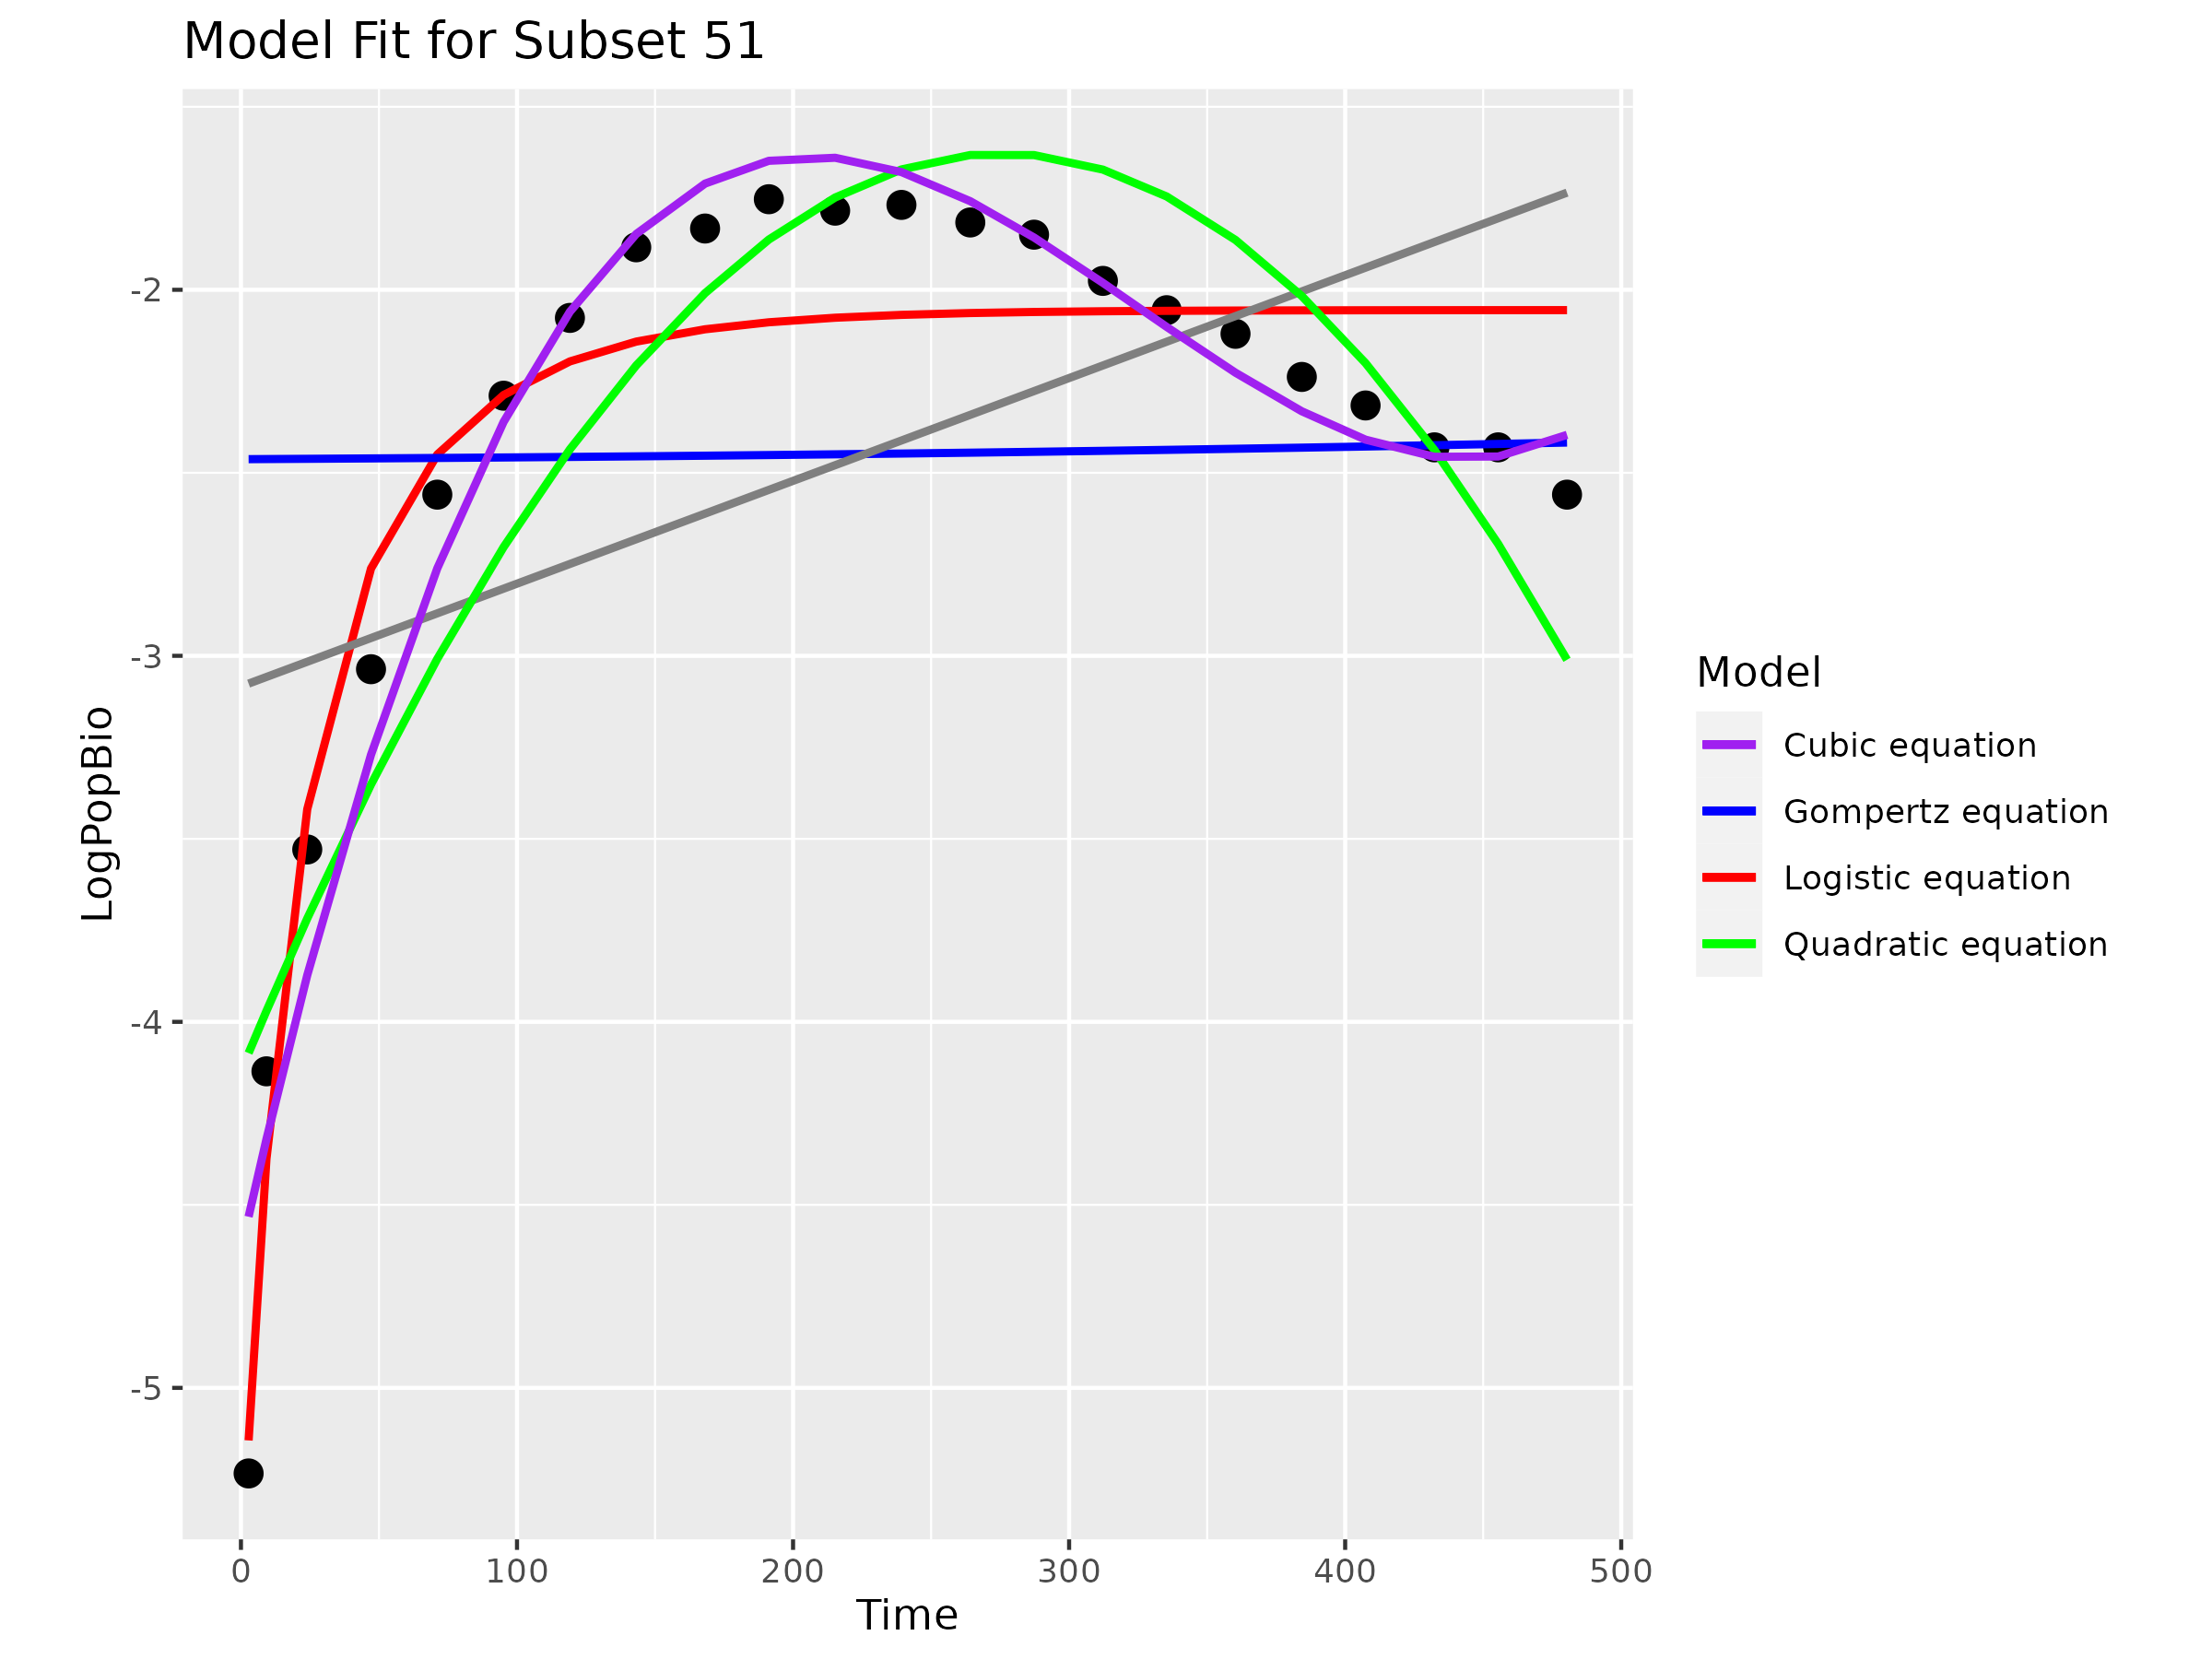 Model Fit for Subset 51
LogPopBio
-2
-3
-4
-5
0 100 200 300 400 500
Time
Model
Cubic equation
Gompertz equation
Logistic equation
Quadratic equation